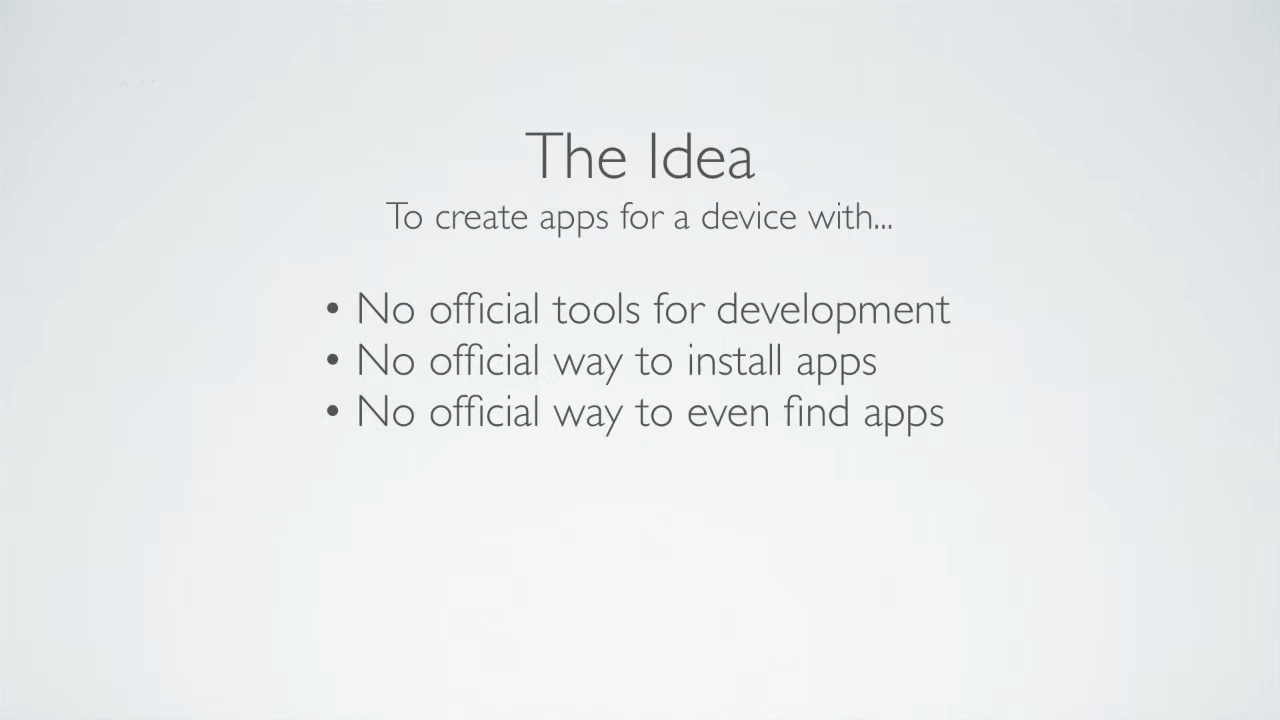 The Idea
To create apps for a device with...
• No official tools for development
• No official way to install apps
• No official way to even find apps